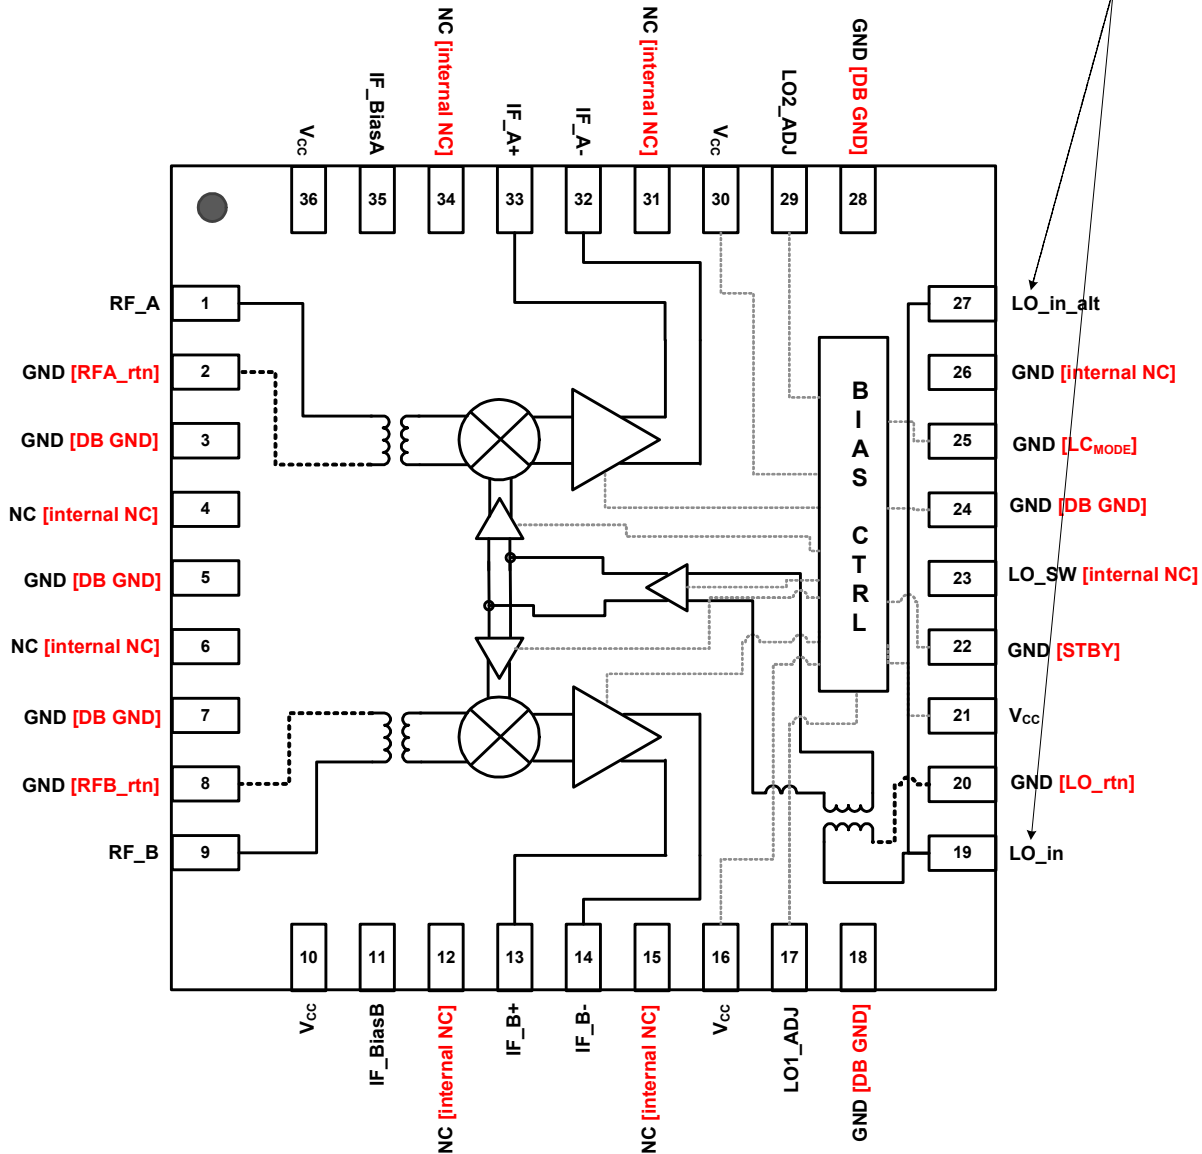 NC [internal NC]
NC [internal NC]
GND [DB GND]
IF_BiasA
IF_A+
IF_A-
LO2_ADJ
VCC
VCC
36
35
34
33
32
31
30
29
28
RF_A
1
27
LO_in_alt
GND [RFA_rtn]
2
26
GND [internal NC]
GND [DB GND]
3
25
GND [LCMODE]
NC [internal NC]
4
24
GND [DB GND]
GND [DB GND]
5
23
LO_SW [internal NC]
NC [internal NC]
6
22
GND [STBY]
GND [DB GND]
7
21
VCC
GND [RFB_rtn]
8
20
GND [LO_rtn]
RF_B
9
19
LO_in
BIAS CTRL
10
11
12
13
14
15
16
17
18
VCC
IF_BiasB
NC [internal NC]
IF_B+
IF_B-
NC [internal NC]
VCC
LO1_ADJ
GND [DB GND]